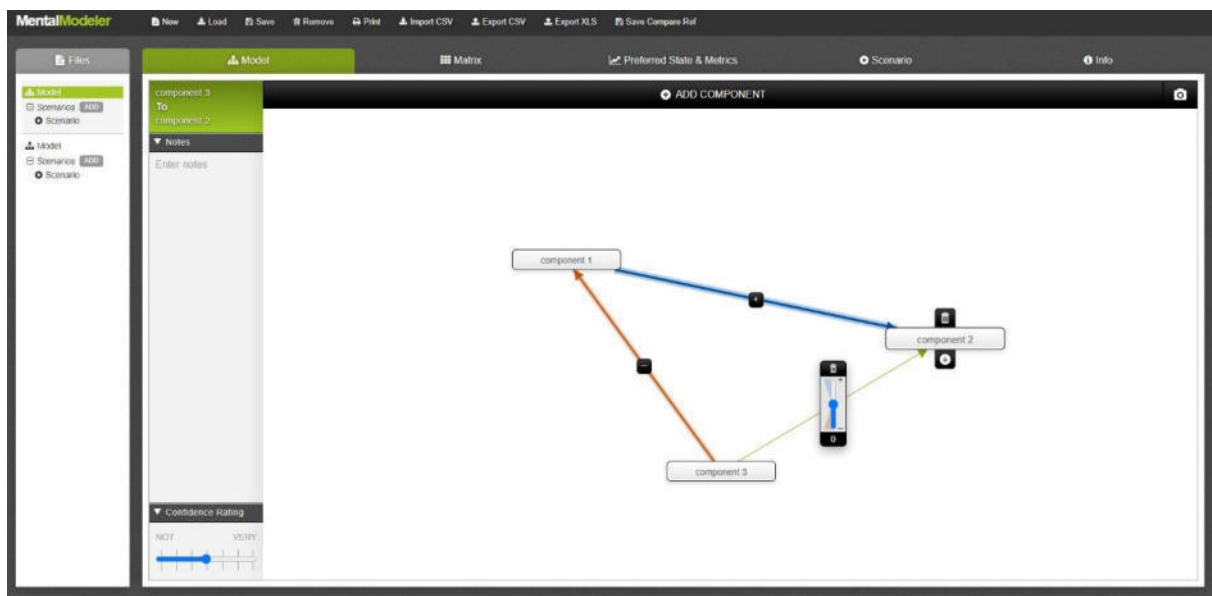 MentalModeler New Load Save Remove Print Import CSV Export CSV Export XLS Save Compare Ref
Files Model Matrix Preferred State & Metrics Scenario Info
Model
Scenarios ADD
Scenario
Model
Scenarios ADD
Scenario
component 3
To
component 2
Notes
Enter notes
Confidence Rating
NOT VERY
ADD COMPONENT
component 1
+
component 2
−
+
−
0
component 3